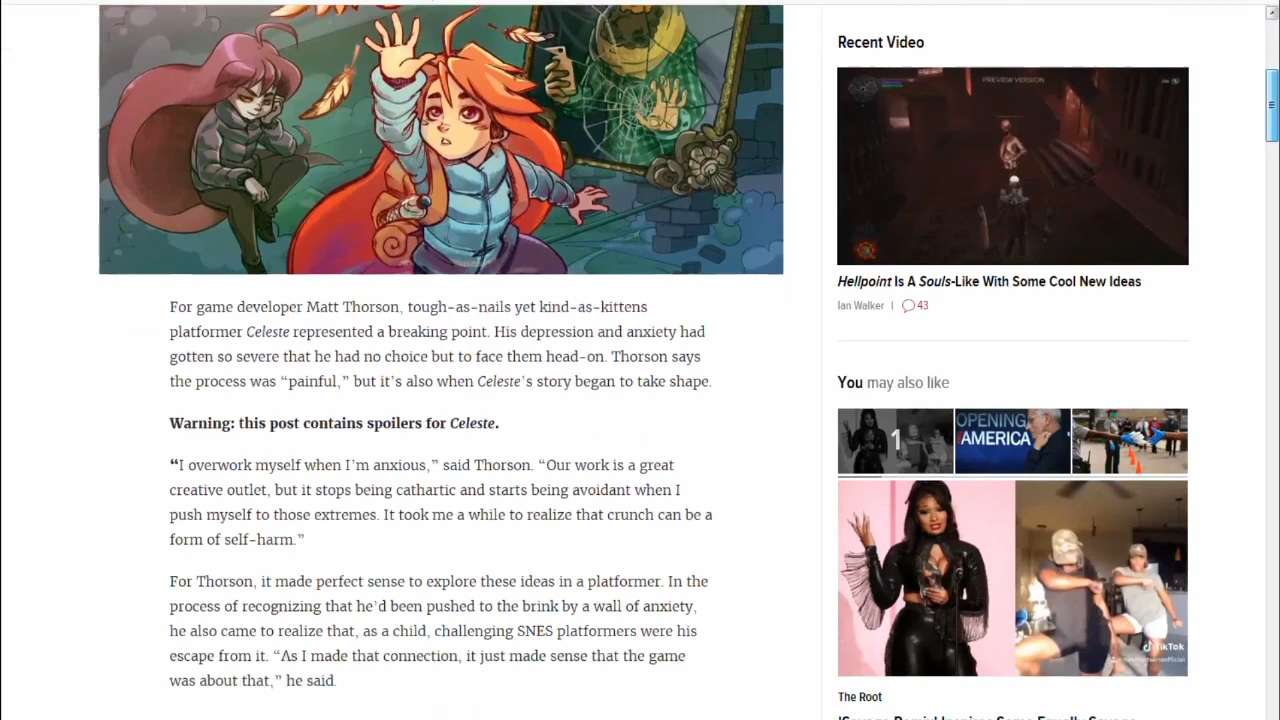 For game developer Matt Thorson, tough-as-nails yet kind-as-kittens
platformer Celeste represented a breaking point. His depression and anxiety had
gotten so severe that he had no choice but to face them head-on. Thorson says
the process was “painful,” but it’s also when Celeste’s story began to take shape.
Warning: this post contains spoilers for Celeste.
“I overwork myself when I’m anxious,” said Thorson. “Our work is a great
creative outlet, but it stops being cathartic and starts being avoidant when I
push myself to those extremes. It took me a while to realize that crunch can be a
form of self-harm.”
For Thorson, it made perfect sense to explore these ideas in a platformer. In the
process of recognizing that he’d been pushed to the brink by a wall of anxiety,
he also came to realize that, as a child, challenging SNES platformers were his
escape from it. “As I made that connection, it just made sense that the game
was about that,” he said.
Recent Video
PREVIEW VERSION
Hellpoint Is A Souls-Like With Some Cool New Ideas
Ian Walker | 43
You may also like
1
OPENING
AMERICA
TikTok
The Root